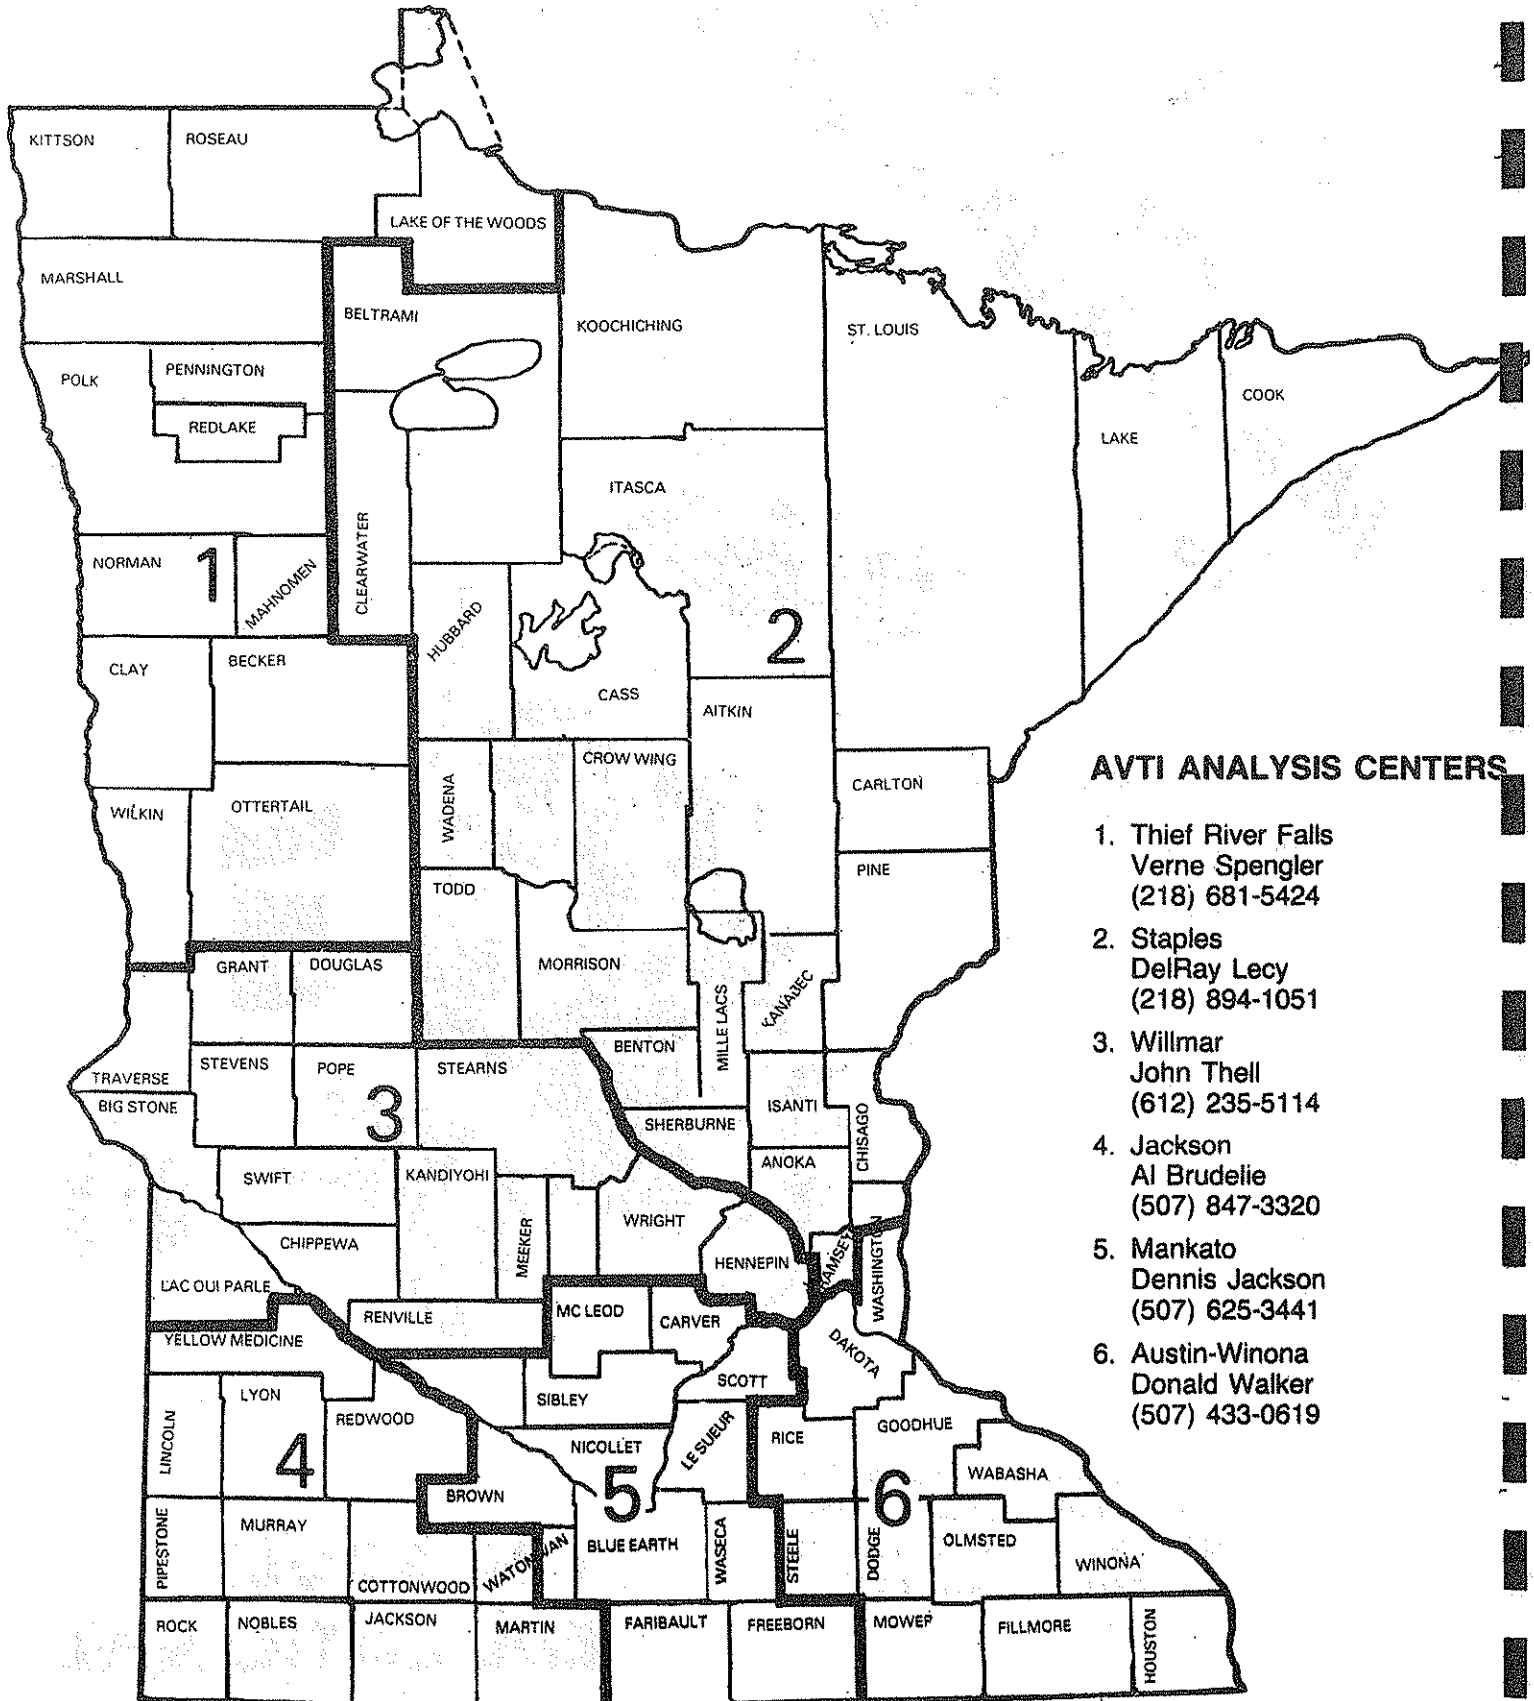 KITTSON
ROSEAU
LAKE OF THE WOODS
MARSHALL
BELTRAMI
KOOCHICHING
ST. LOUIS
POLK
PENNINGTON
REDLAKE
COOK
LAKE
ITASCA
CLEARWATER
NORMAN
1
MAHNOMEN
HUBBARD
2
CLAY
BECKER
CASS
AITKIN
CROW WING
WADENA
CARLTON
WILKIN
OTTERTAIL
TODD
PINE
GRANT
DOUGLAS
MORRISON
MILLE LACS
KANABEC
BENTON
STEVENS
POPE
STEARNS
TRAVERSE
3
BIG STONE
ISANTI
SHERBURNE
CHISAGO
ANOKA
SWIFT
KANDIYOHI
MEEKER
WRIGHT
CHIPPEWA
HENNEPIN
RAMSEY
WASHINGTON
LAC QUI PARLE
RENVILLE
MC LEOD
CARVER
YELLOW MEDICINE
DAKOTA
SCOTT
LYON
SIBLEY
LINCOLN
REDWOOD
LE SUEUR
GOODHUE
RICE
NICOLLET
4
5
6
WABASHA
BROWN
PIPESTONE
MURRAY
BLUE EARTH
WASECA
STEELE
DODGE
OLMSTED
WINONA
COTTONWOOD
WATONWAN
ROCK
NOBLES
JACKSON
MARTIN
FARIBAULT
FREEBORN
MOWER
FILLMORE
HOUSTON
AVTI ANALYSIS CENTERS
1. Thief River Falls
Verne Spengler
(218) 681-5424
2. Staples
DelRay Lecy
(218) 894-1051
3. Willmar
John Thell
(612) 235-5114
4. Jackson
Al Brudelie
(507) 847-3320
5. Mankato
Dennis Jackson
(507) 625-3441
6. Austin-Winona
Donald Walker
(507) 433-0619